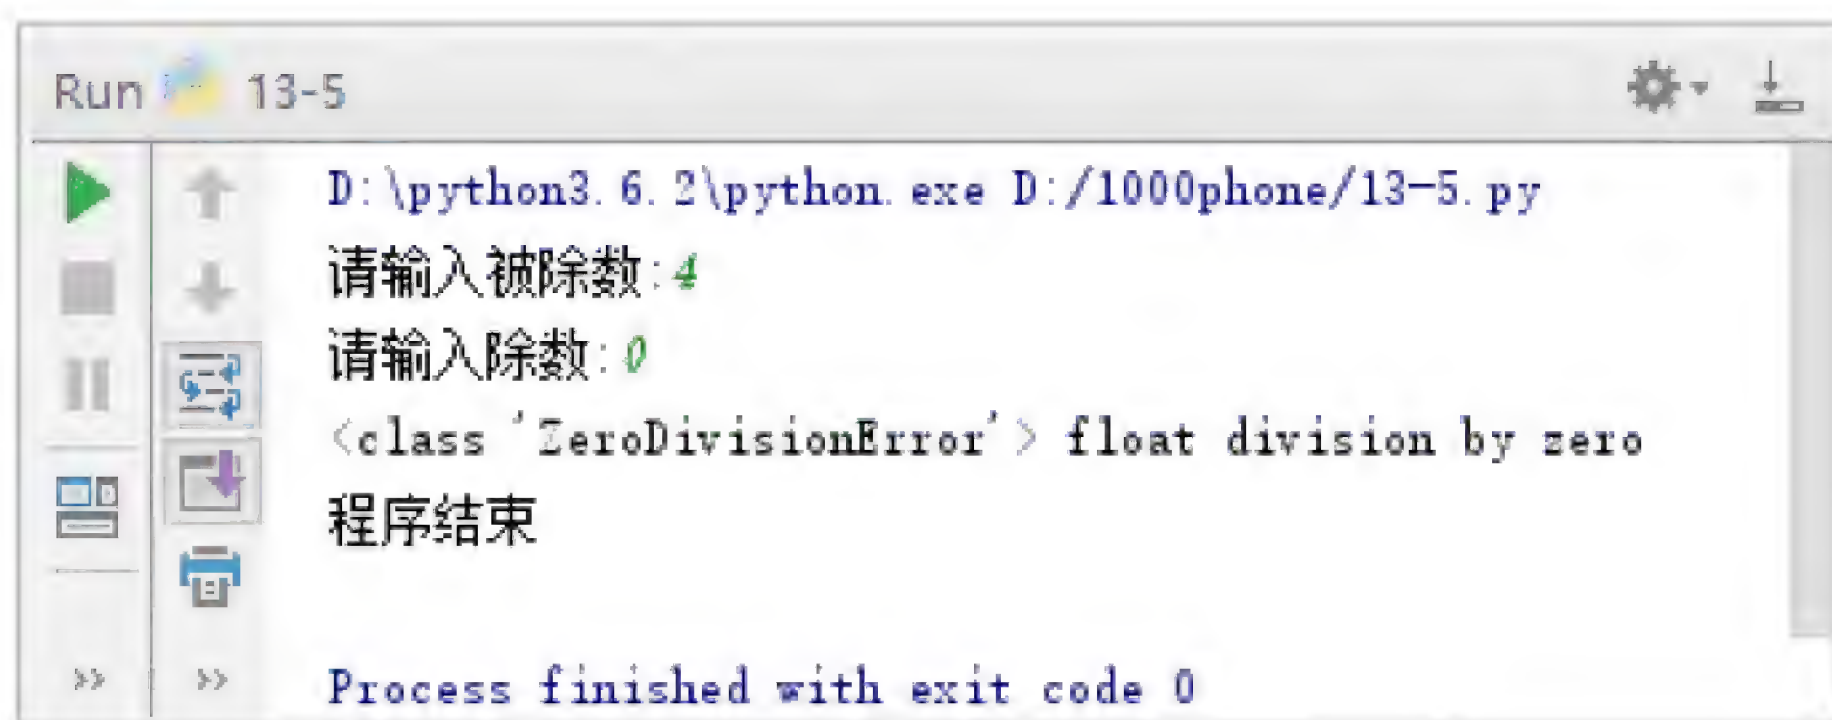 Run 13-5
D:\python3.6.2\python.exe D:/1000phone/13-5.py
请输入被除数:4
请输入除数:0
<class 'ZeroDivisionError'> float division by zero
程序结束
Process finished with exit code 0